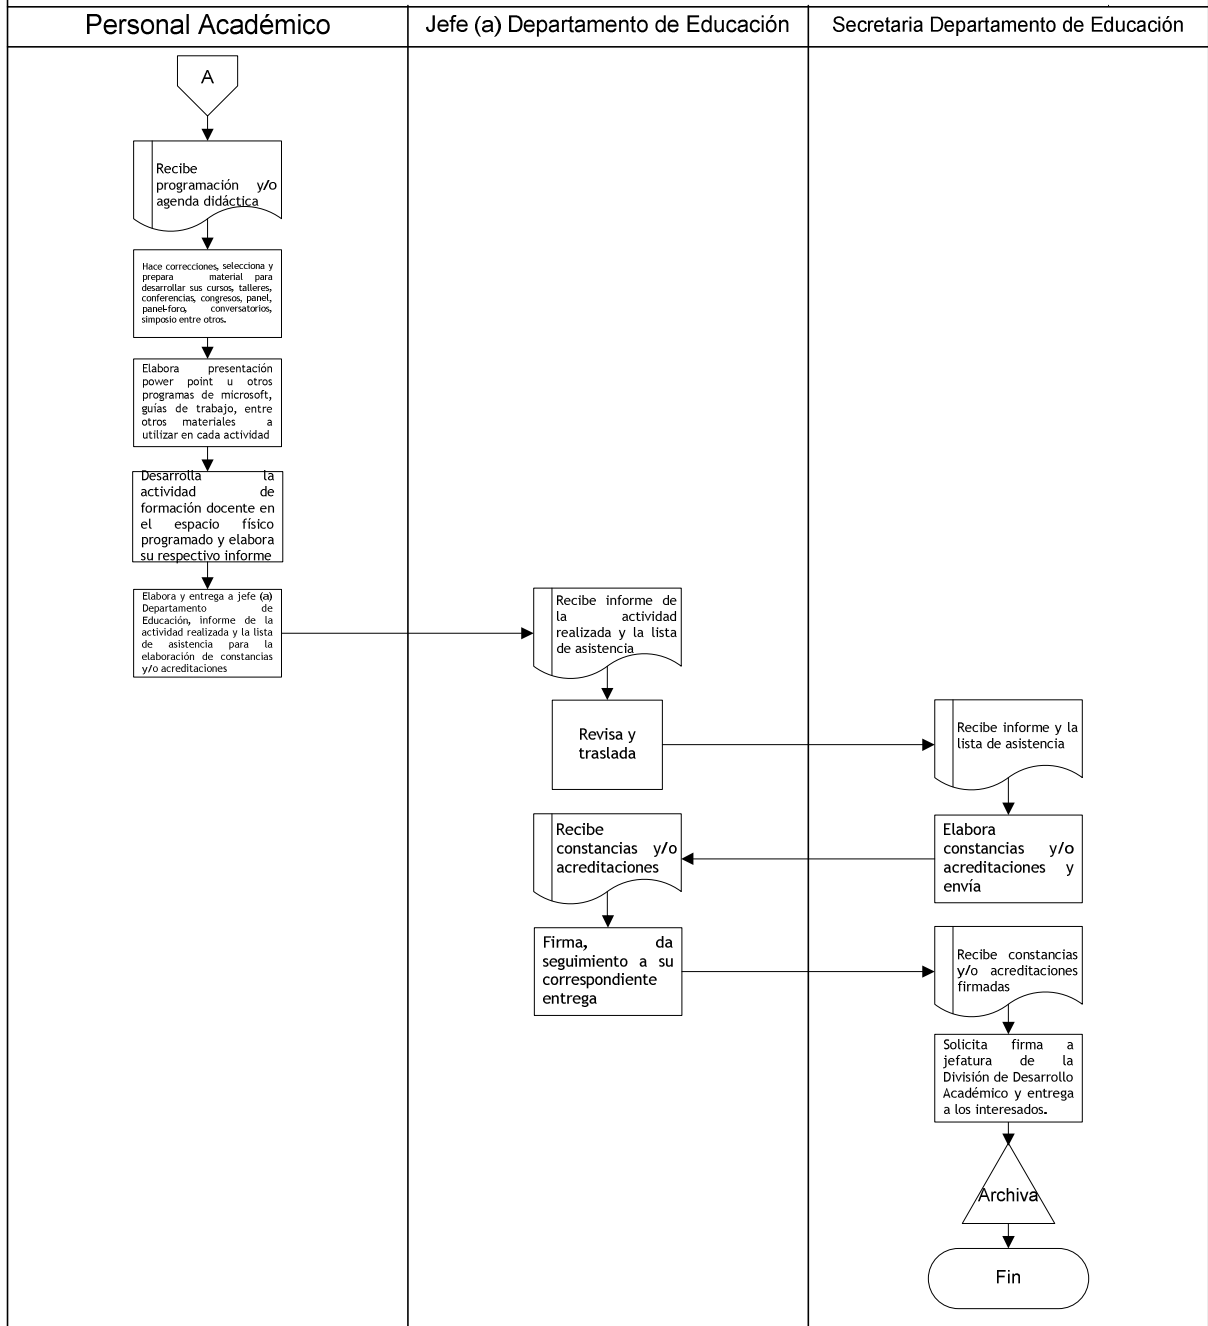 Personal Académico
Jefe (a) Departamento de Educación
Secretaria Departamento de Educación
A
Recibe
programación y/o
agenda didáctica
Hace correcciones, selecciona y
prepara material para
desarrollar sus cursos, talleres,
conferencias, congresos, panel,
panel-foro, conversatorios,
simposio entre otros.
Elabora presentación
power point u otros
programas de microsoft,
guías de trabajo, entre
otros materiales a
utilizar en cada actividad
Desarrolla la
actividad de
formación docente en
el espacio físico
programado y elabora
su respectivo informe
Elabora y entrega a jefe (a)
Departamento de
Educación, informe de la
actividad realizada y la lista
de asistencia para la
elaboración de constancias
y/o acreditaciones
Recibe informe de
la actividad
realizada y la lista
de asistencia
Revisa y
traslada
Recibe informe y la
lista de asistencia
Elabora
constancias y/o
acreditaciones y
envía
Recibe
constancias y/o
acreditaciones
Firma, da
seguimiento a su
correspondiente
entrega
Recibe constancias
y/o acreditaciones
firmadas
Solicita firma a
jefatura de la
División de Desarrollo
Académico y entrega
a los interesados.
Archiva
Fin